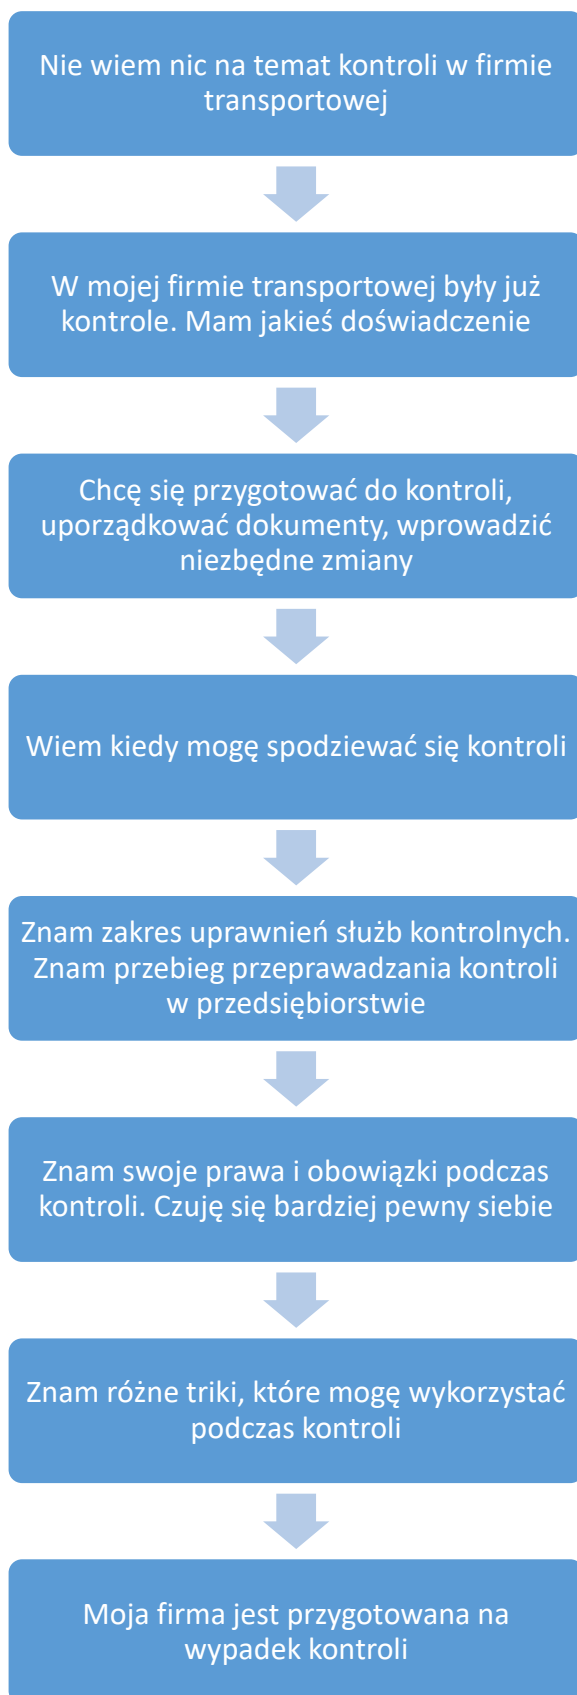 Nie wiem nic na temat kontroli w firmie
transportowej
W mojej firmie transportowej były już
kontrole. Mam jakieś doświadczenie
Chcę się przygotować do kontroli,
uporządkować dokumenty, wprowadzić
niezbędne zmiany
Wiem kiedy mogę spodziewać się kontroli
Znam zakres uprawnień służb kontrolnych.
Znam przebieg przeprawadzania kontroli
w przedsiębiorstwie
Znam swoje prawa i obowiązki podczas
kontroli. Czuję się bardziej pewny siebie
Znam różne triki, które mogę wykorzystać
podczas kontroli
Moja firma jest przygotowana na
wypadek kontroli